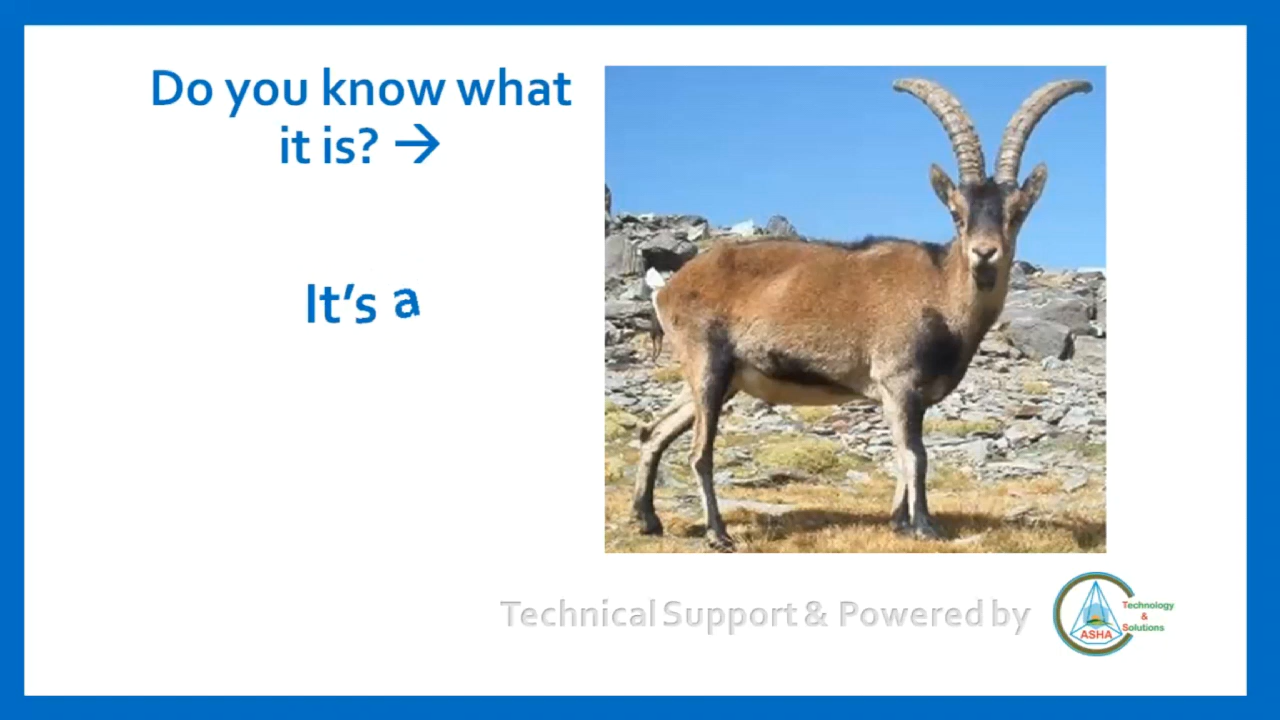 Do you know what
it is? →
It's a
Technical Support & Powered by
Technology
&
Solutions
ASHA